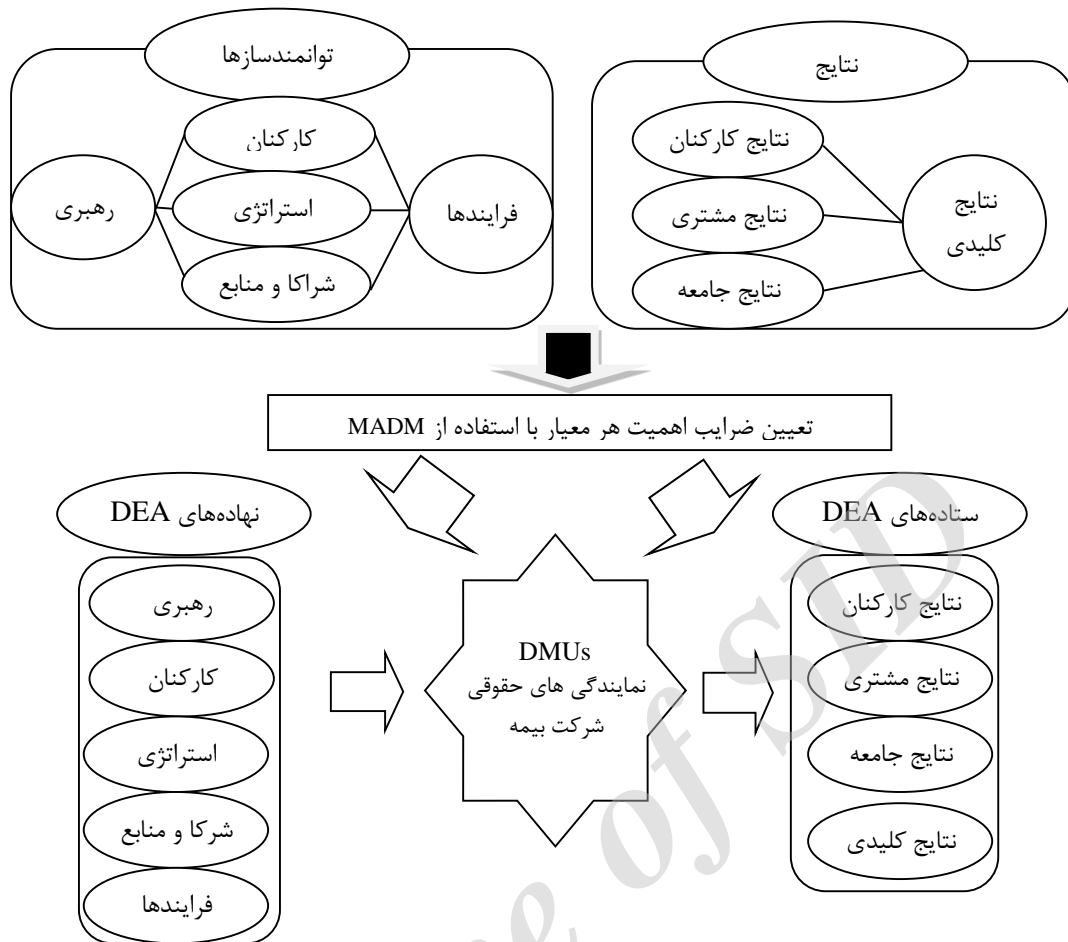 توانمندسازها
رهبری
کارکنان
استراتژی
شراکا و منابع
فرایندها
نتایج
نتایج کارکنان
نتایج مشتری
نتایج جامعه
نتایج
کلیدی
تعیین ضرایب اهمیت هر معیار با استفاده از MADM
نهاده‌های DEA
رهبری
کارکنان
استراتژی
شرکا و منابع
فرایندها
DMUs
نمایندگی های حقوقی
شرکت بیمه
ستاده‌های DEA
نتایج کارکنان
نتایج مشتری
نتایج جامعه
نتایج کلیدی
of SID